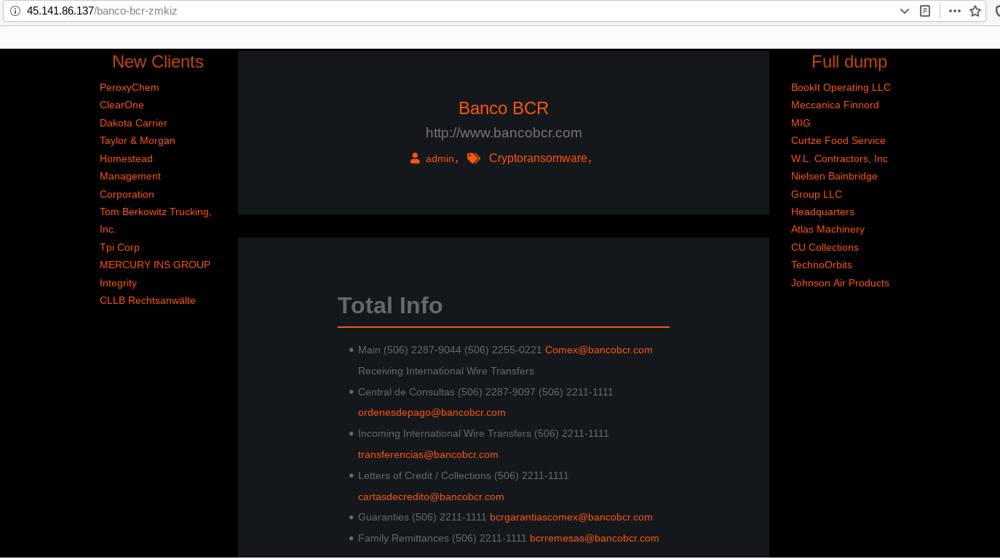 45.141.86.137/banco-bcr-zmkiz
New Clients
PeroxyChem
ClearOne
Dakota Carrier
Taylor & Morgan
Homestead
Management
Corporation
Tom Berkowitz Trucking,
Inc.
Tpi Corp
MERCURY INS GROUP
Integrity
CLLB Rechtsanwälte
Banco BCR
http://www.bancobcr.com
admin, Cryptoransomware,
Total Info
• Main (506) 2287-9044 (506) 2255-0221 Comex@bancobcr.com
Receiving International Wire Transfers
• Central de Consultas (506) 2287-9097 (506) 2211-1111
ordenesdepago@bancobcr.com
• Incoming International Wire Transfers (506) 2211-1111
transferencias@bancobcr.com
• Letters of Credit / Collections (506) 2211-1111
cartasdecredito@bancobcr.com
• Guaranties (506) 2211-1111 bcrgarantiascomex@bancobcr.com
• Family Remittances (506) 2211-1111 bcrremesas@bancobcr.com
Full dump
BookIt Operating LLC
Meccanica Finnord
MIG
Curtze Food Service
W.L. Contractors, Inc
Nielsen Bainbridge
Group LLC
Headquarters
Atlas Machinery
CU Collections
TechnoOrbits
Johnson Air Products